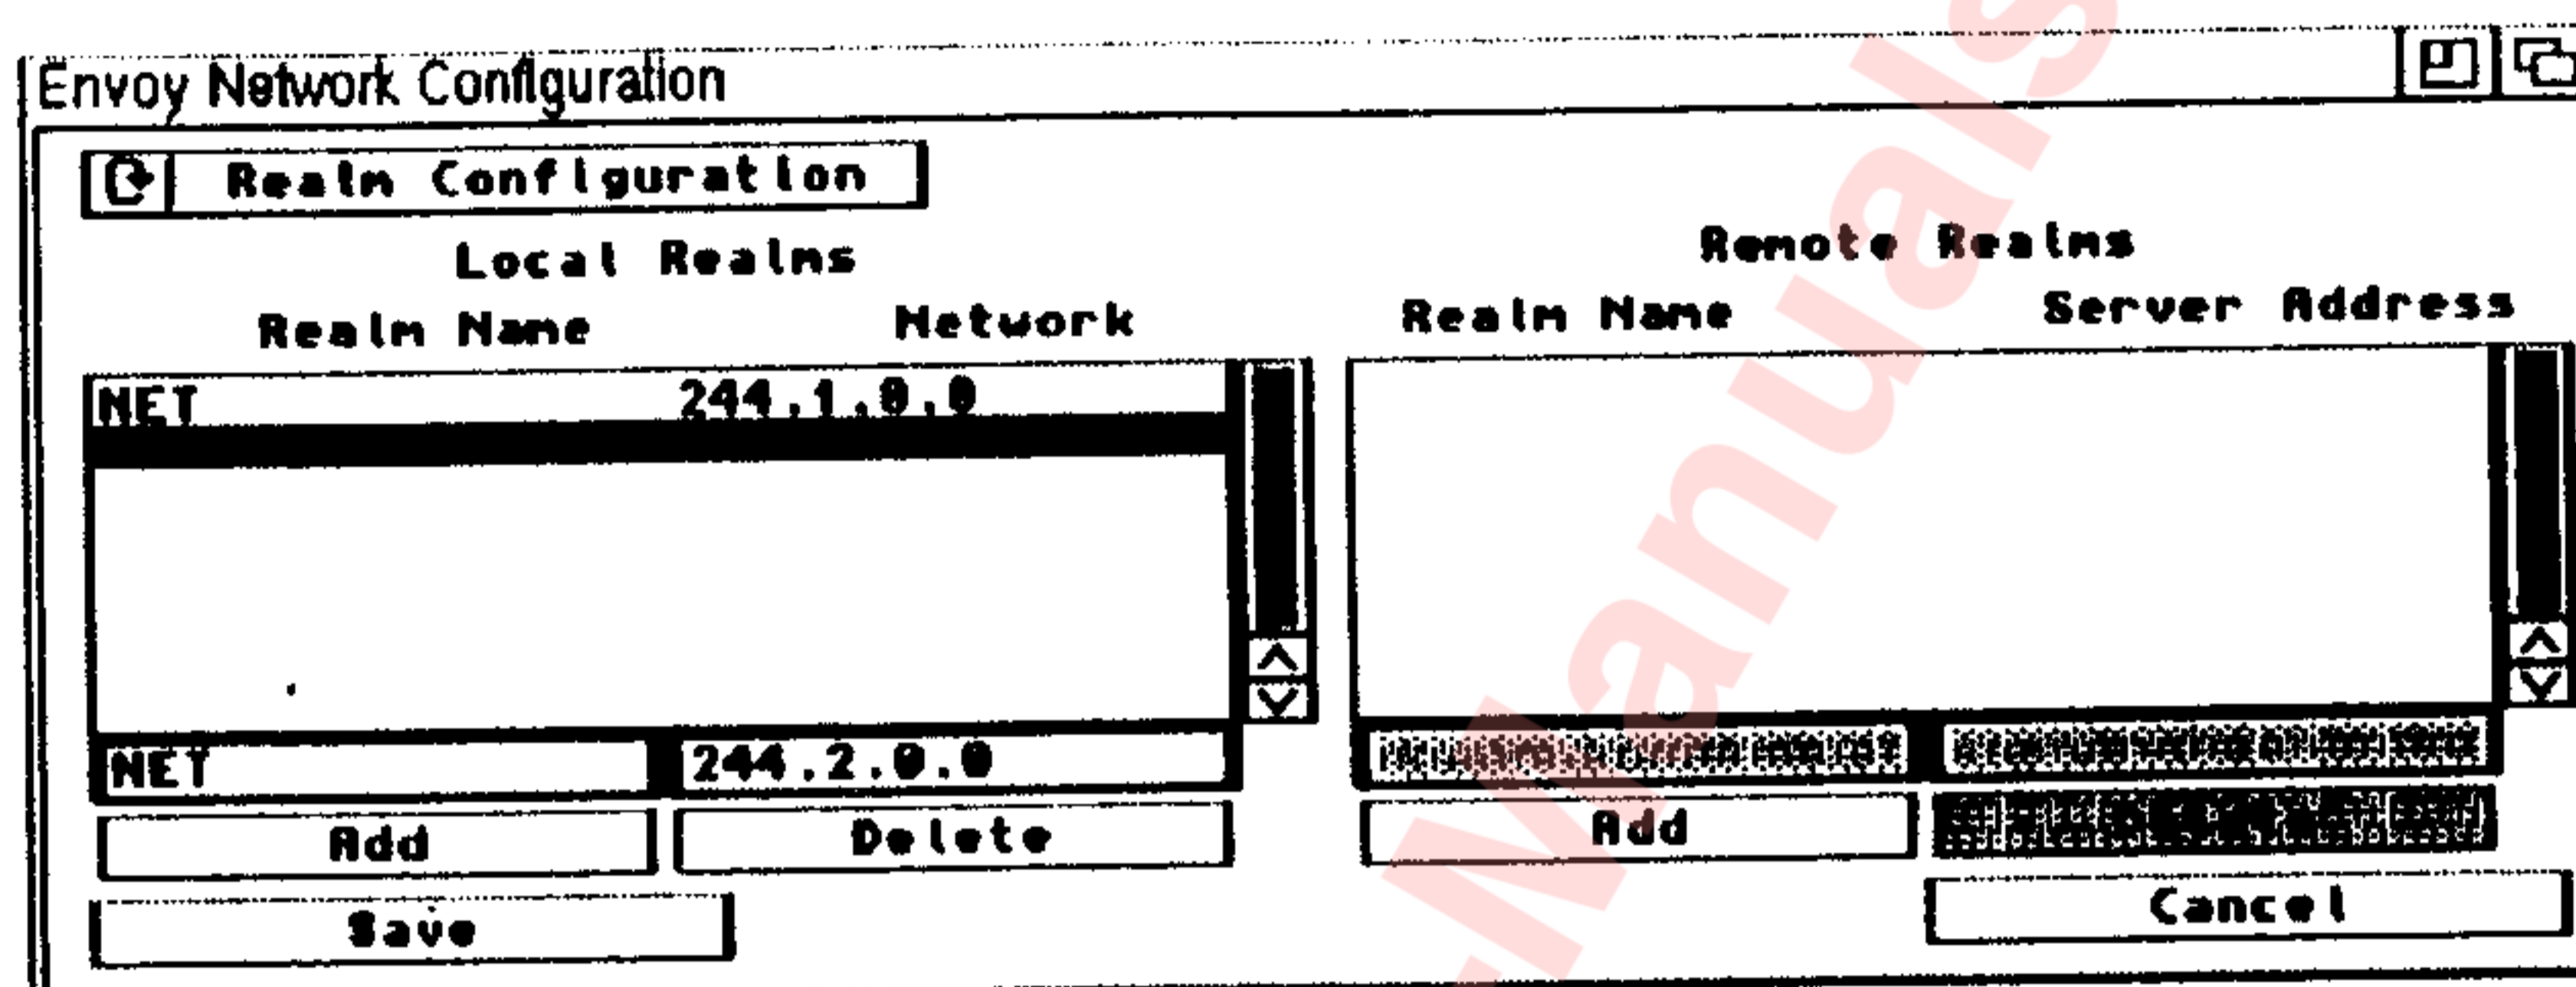 Envoy Network Configuration
Realm Configuration
Local Realms
Remote Realms
Realm Name Network
Realm Name Server Address
NET 244.1.0.0
NET 244.2.0.0
Add Delete
Add
Save
Cancel
Manuals